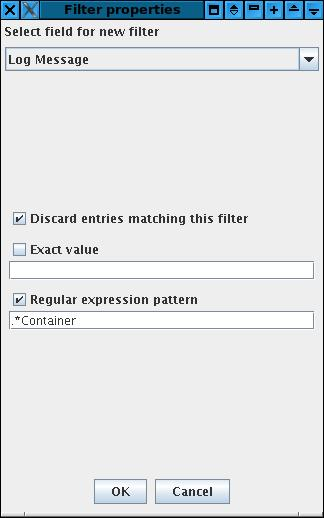 Filter properties
Select field for new filter
Log Message
Discard entries matching this filter
Exact value
Regular expression pattern
.*Container
OK Cancel